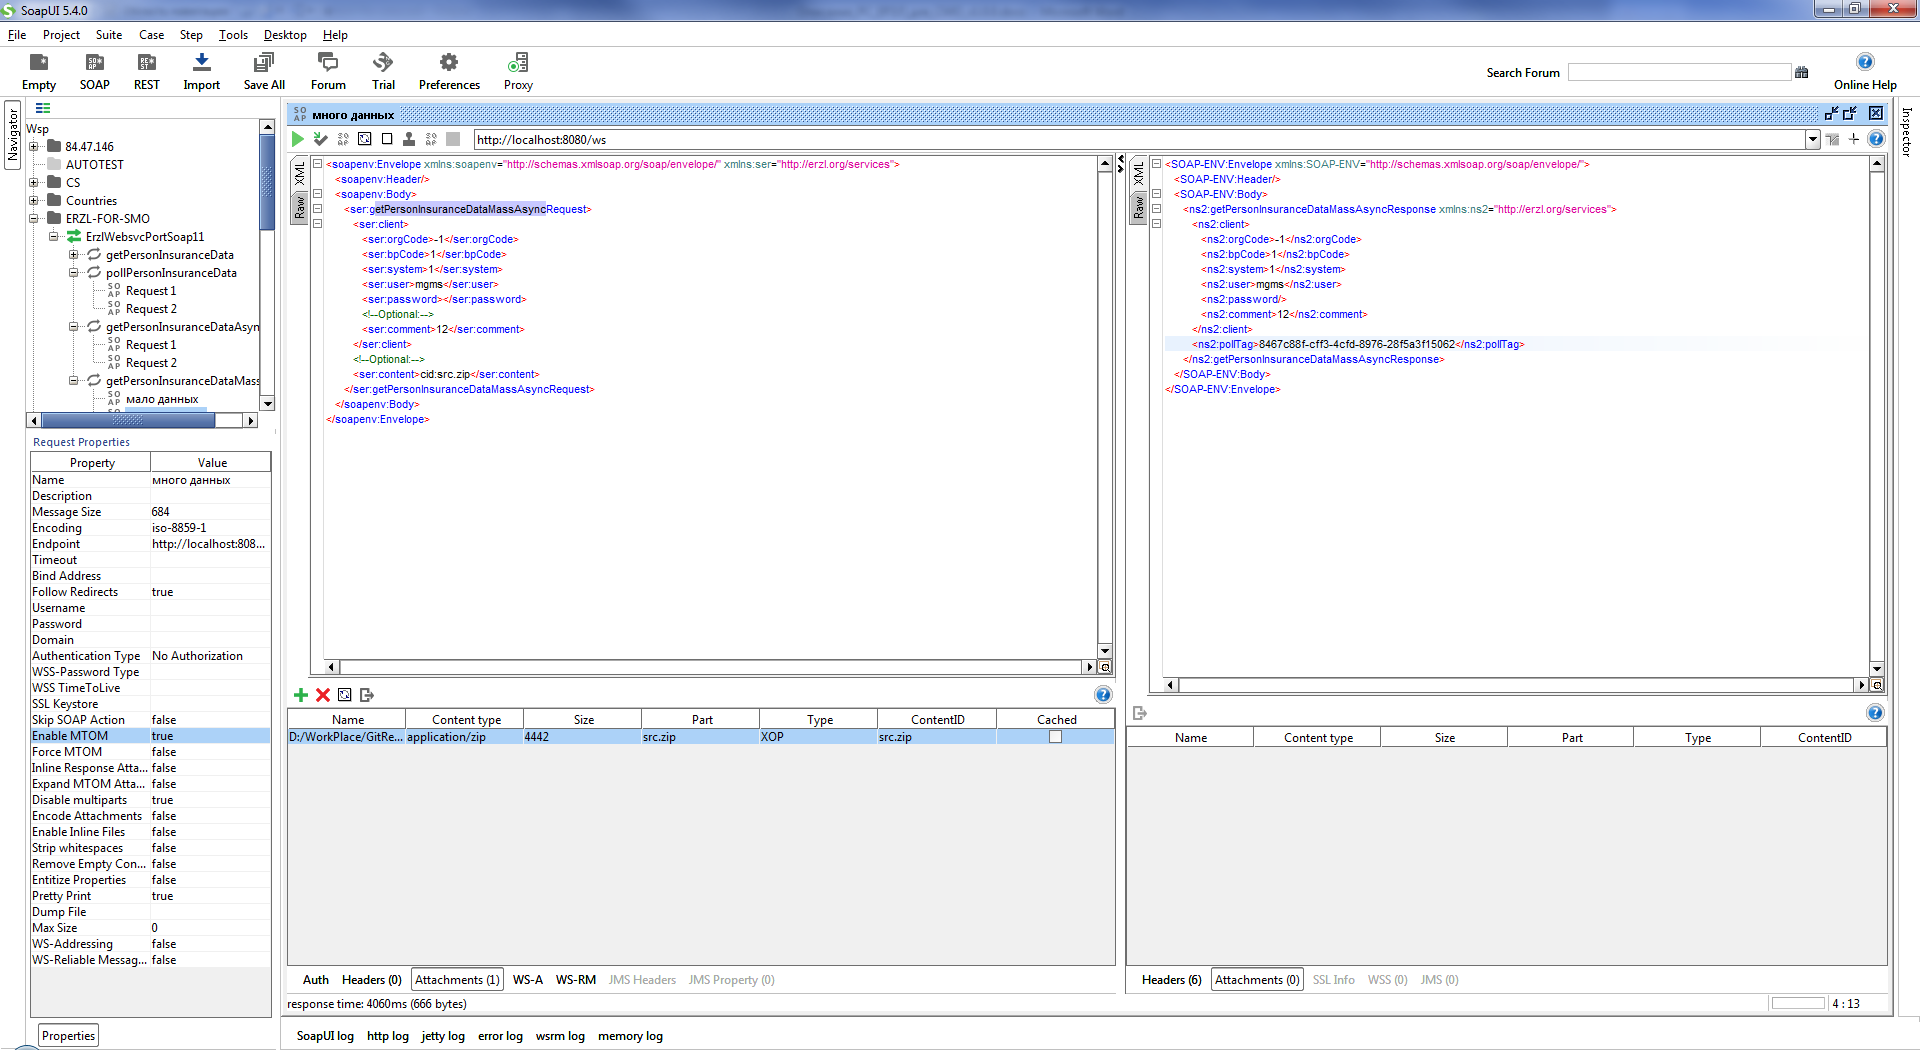 SoapUI 5.4.0
File Project Suite Case Step Tools Desktop Help
Empty SOAP REST Import Save All Forum Trial Preferences Proxy
Search Forum
Online Help
Navigator
Wsp
84.47.146
AUTOTEST
CS
Countries
ERZL-FOR-SMO
ErzlWebsvcPortSoap11
getPersonInsuranceData
pollPersonInsuranceData
Request 1
Request 2
getPersonInsuranceDataAsyn
Request 1
Request 2
getPersonInsuranceDataMass
мало данных
Request Properties
Property Value
Name много данных
Description
Message Size 684
Encoding iso-8859-1
Endpoint http://localhost:808...
Timeout
Bind Address
Follow Redirects true
Username
Password
Domain
Authentication Type No Authorization
WSS-Password Type
WSS TimeToLive
SSL Keystore
Skip SOAP Action false
Enable MTOM true
Force MTOM false
Inline Response Atta... false
Expand MTOM Atta... false
Disable multiparts true
Encode Attachments false
Enable Inline Files false
Strip whitespaces false
Remove Empty Con... false
Entitize Properties false
Pretty Print true
Dump File
Max Size 0
WS-Addressing false
WS-Reliable Messag... false
Properties
много данных
http://localhost:8080/ws
XML
Raw
<soapenv:Envelope xmlns:soapenv="http://schemas.xmlsoap.org/soap/envelope/" xmlns:ser="http://erzl.org/services">
<soapenv:Header/>
<soapenv:Body>
<ser:getPersonInsuranceDataMassAsyncRequest>
<ser:client>
<ser:orgCode>-1</ser:orgCode>
<ser:bpCode>1</ser:bpCode>
<ser:system>1</ser:system>
<ser:user>mgms</ser:user>
<ser:password></ser:password>
<!--Optional:-->
<ser:comment>12</ser:comment>
</ser:client>
<!--Optional:-->
<ser:content>cid:src.zip</ser:content>
</ser:getPersonInsuranceDataMassAsyncRequest>
</soapenv:Body>
</soapenv:Envelope>
Name Content type Size Part Type ContentID Cached
D:/WorkPlace/GitRe... application/zip 4442 src.zip XOP src.zip
Auth Headers (0) Attachments (1) WS-A WS-RM JMS Headers JMS Property (0)
response time: 4060ms (666 bytes)
XML
Raw
<SOAP-ENV:Envelope xmlns:SOAP-ENV="http://schemas.xmlsoap.org/soap/envelope/">
<SOAP-ENV:Header/>
<SOAP-ENV:Body>
<ns2:getPersonInsuranceDataMassAsyncResponse xmlns:ns2="http://erzl.org/services">
<ns2:client>
<ns2:orgCode>-1</ns2:orgCode>
<ns2:bpCode>1</ns2:bpCode>
<ns2:system>1</ns2:system>
<ns2:user>mgms</ns2:user>
<ns2:password/>
<ns2:comment>12</ns2:comment>
</ns2:client>
<ns2:pollTag>8467c88f-cff3-4cfd-8976-28f5a3f15062</ns2:pollTag>
</ns2:getPersonInsuranceDataMassAsyncResponse>
</SOAP-ENV:Body>
</SOAP-ENV:Envelope>
Name Content type Size Part Type ContentID
Headers (6) Attachments (0) SSL Info WSS (0) JMS (0)
4 : 13
SoapUI log http log jetty log error log wsrm log memory log
Inspector